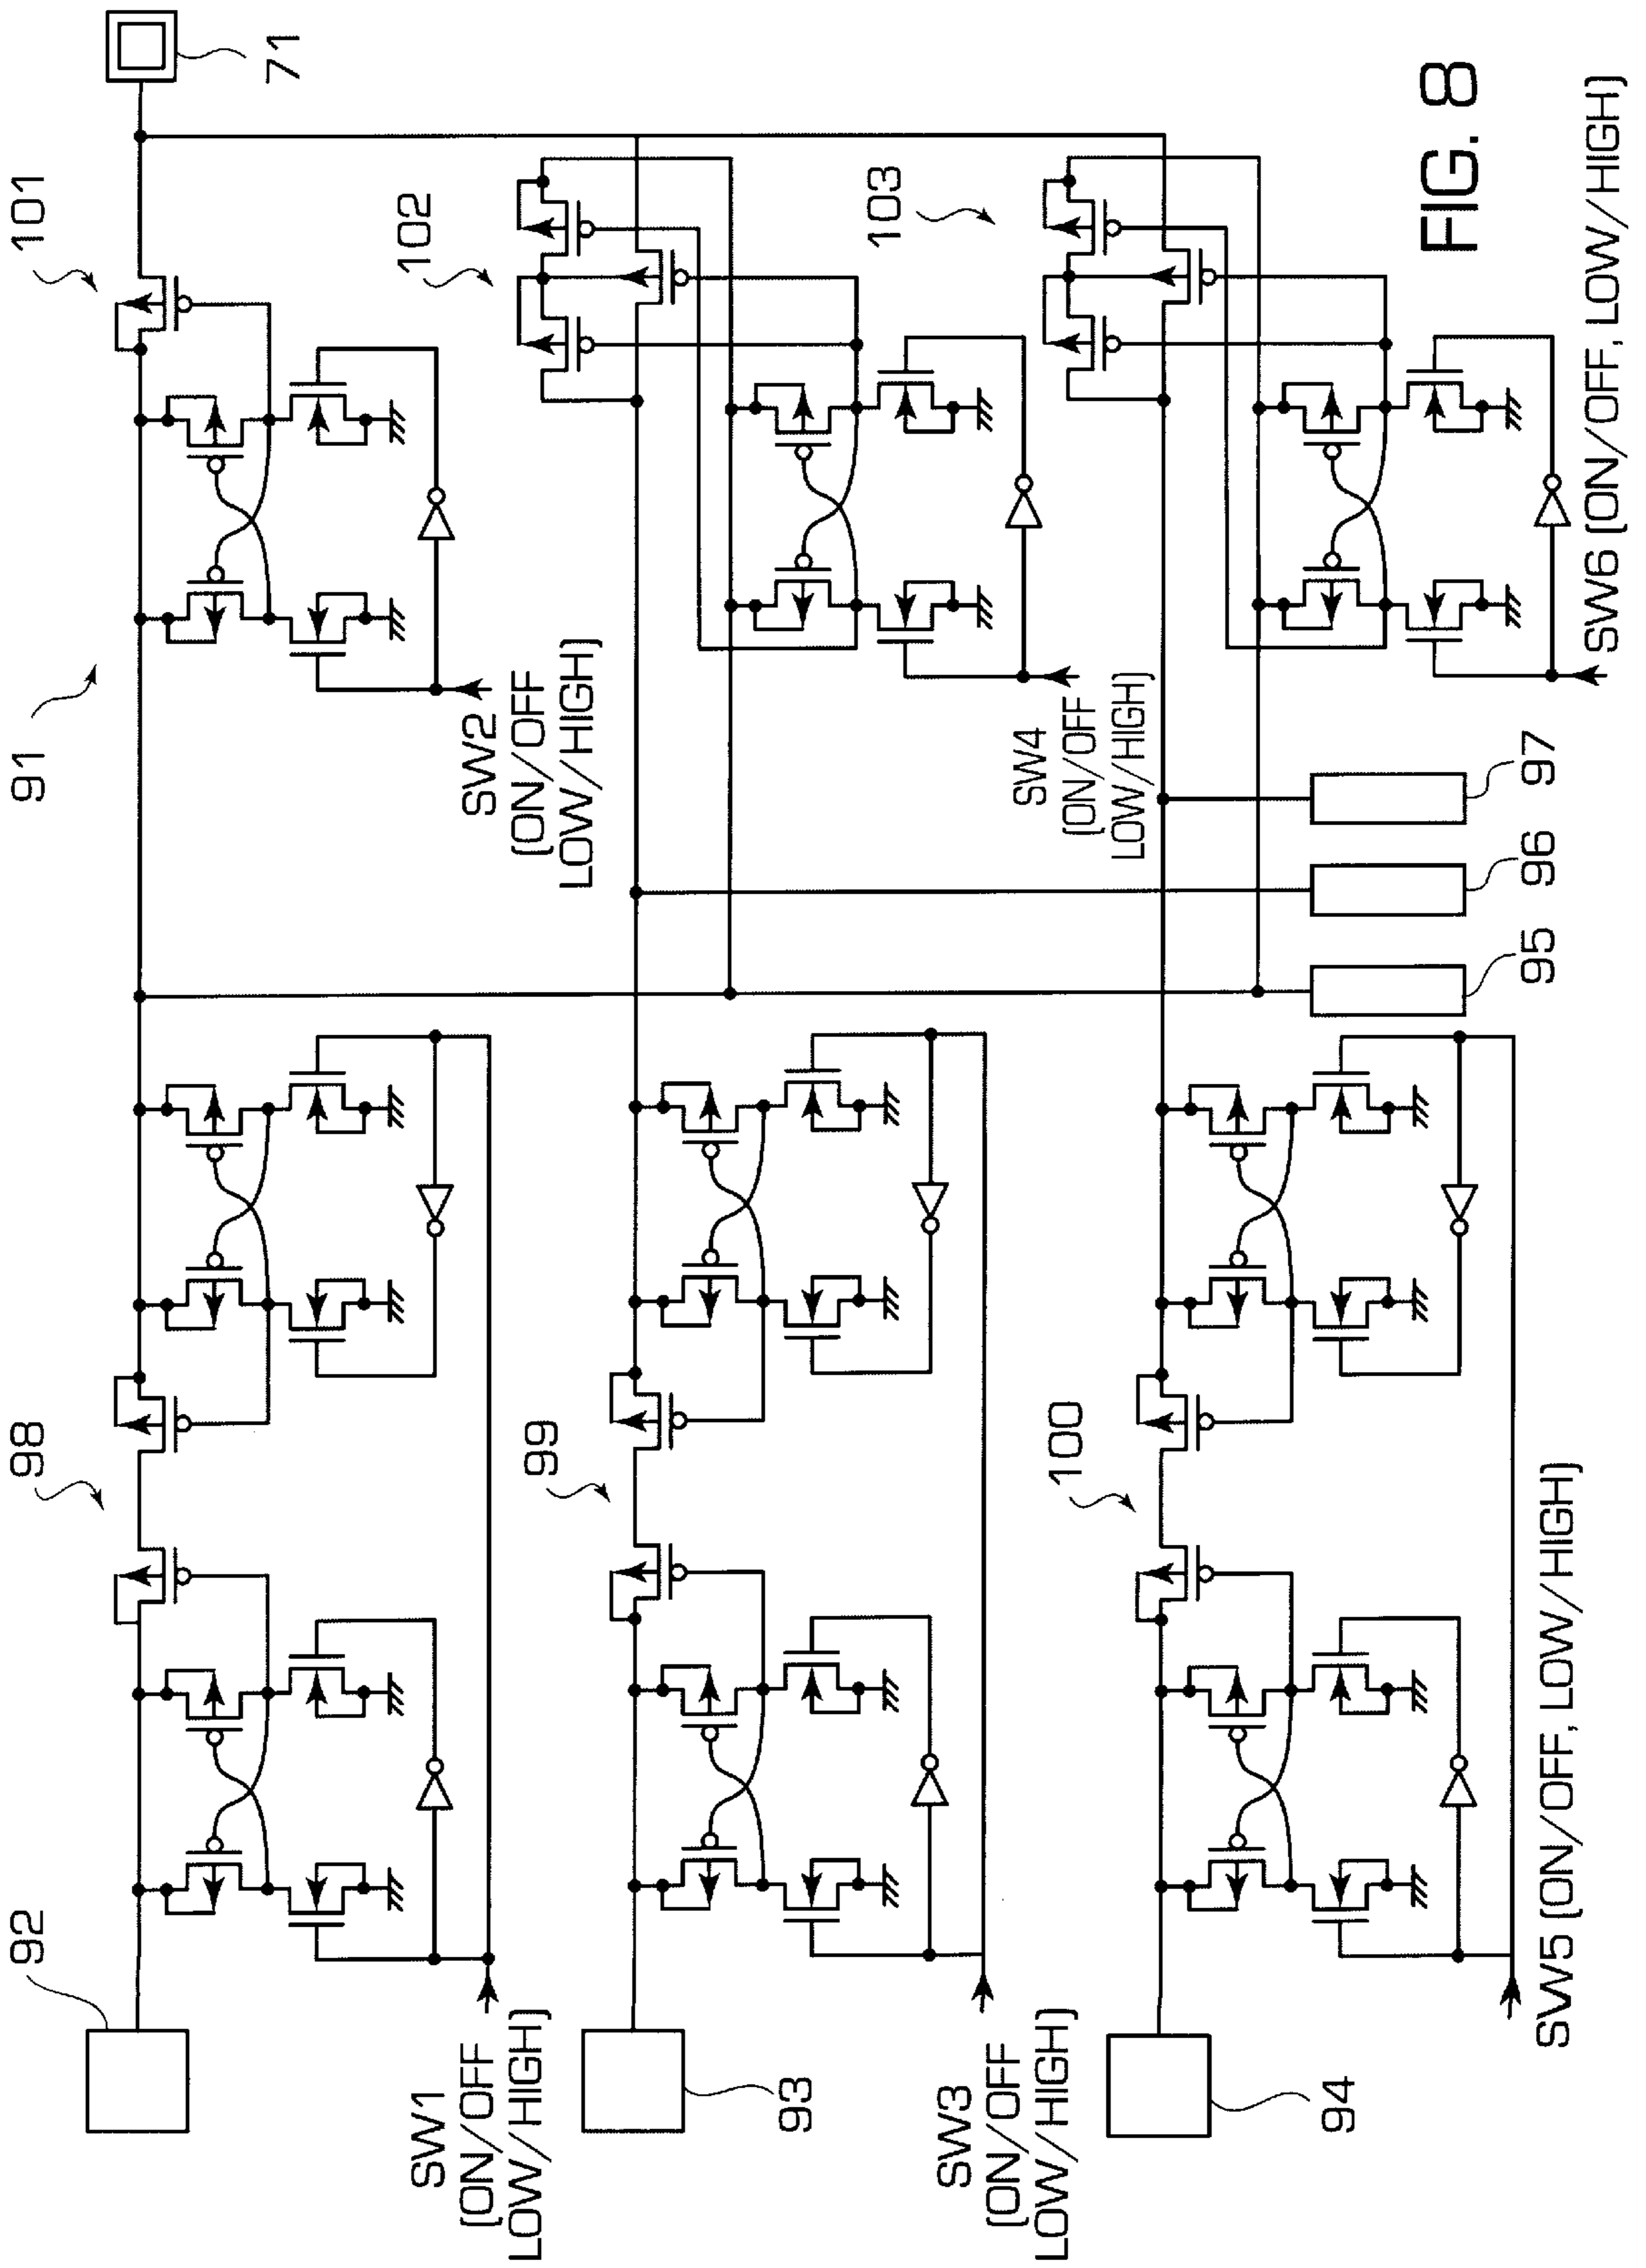 FIG. 8
91
92
98
101
71
SW1
(ON/OFF
LOW/HIGH)
SW2
(ON/OFF
LOW/HIGH)
102
93
99
SW3
(ON/OFF
LOW/HIGH)
SW4
(ON/OFF
LOW/HIGH)
103
94
100
95
96
97
SW5 (ON/OFF, LOW/HIGH)
SW6 (ON/OFF, LOW/HIGH)